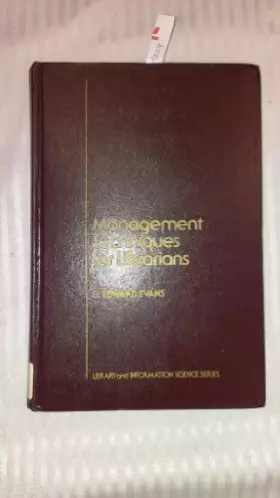 Management
Techniques
for Librarians
G. EDWARD EVANS
LIBRARY and INFORMATION SCIENCE SERIES